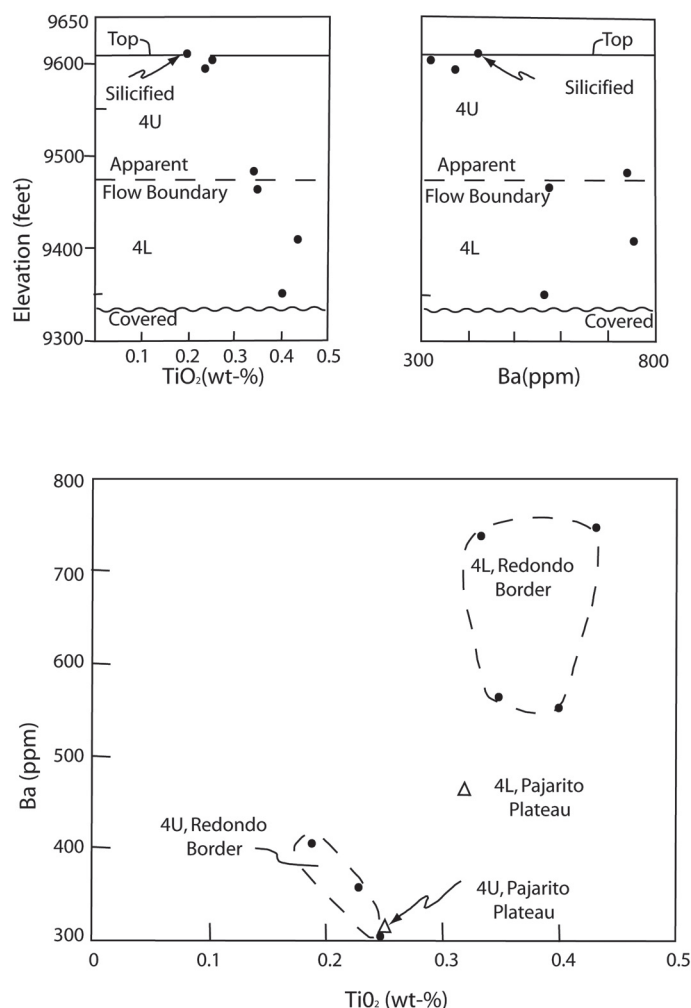 9650
9600
9500
9400
9300
Elevation (feet)
Top
Silicified
4U
Apparent
Flow Boundary
4L
Covered
0.1 0.2 0.3 0.4 0.5
TiO₂(wt-%)
Top
Silicified
4U
Apparent
Flow Boundary
4L
Covered
300 800
Ba(ppm)
800
700
600
500
400
300
Ba (ppm)
4L, Redondo
Border
4L, Pajarito
Plateau
4U, Redondo
Border
4U, Pajarito
Plateau
0 0.1 0.2 0.3 0.4 0.5
Ti0₂ (wt-%)